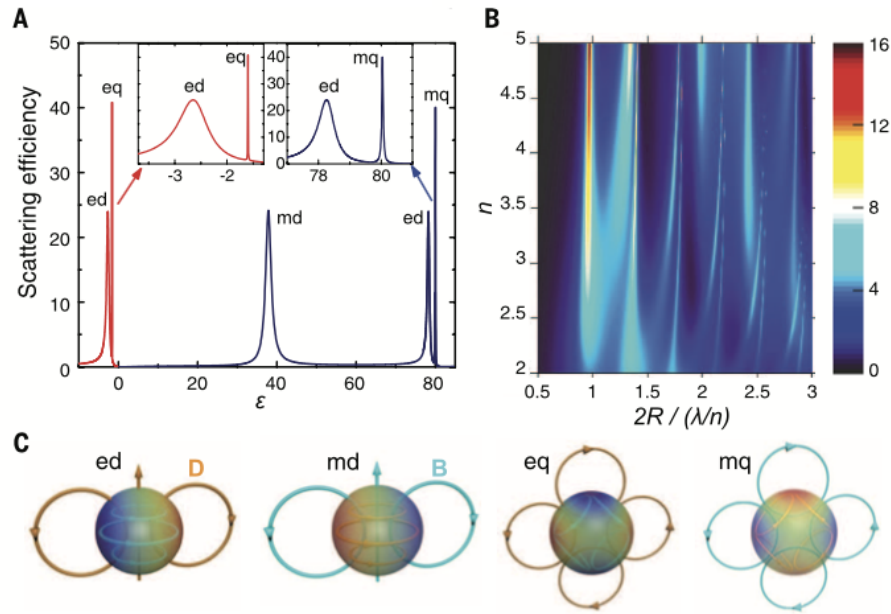 A
B
50
40
30
20
10
0
Scattering efficiency
eq
ed
ed
eq
-3
-2
40
30
20
10
0
ed
mq
78
80
mq
md
ed
0
20
40
60
80
ε
5
4.5
4
3.5
3
2.5
2
n
0.5
1
1.5
2
2.5
3
2R / (λ/n)
16
12
8
4
0
C
ed
D
md
B
eq
mq